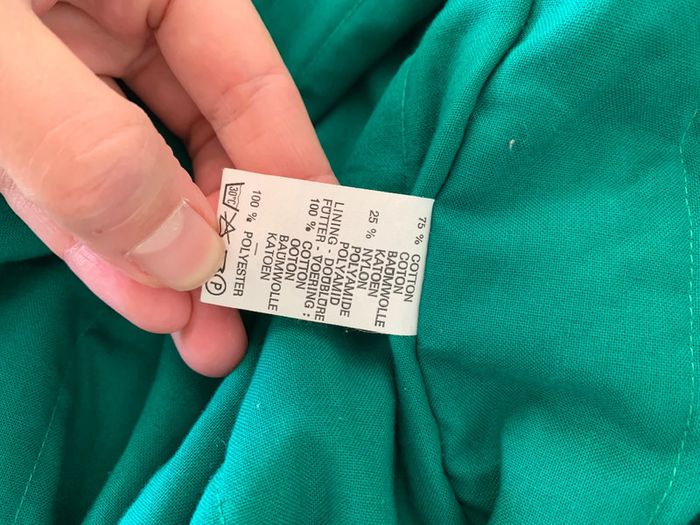 75 % COTTON
COTON
BAUMWOLLE
KATOEN
25 % NYLON
POLYAMID
POLYAMIDE
LINING - DOUBLURE
FUTTER - VOERING :
100 % COTTON
COTON
BAUMWOLLE
KATOEN
—
100 % POLYESTER
30°C P